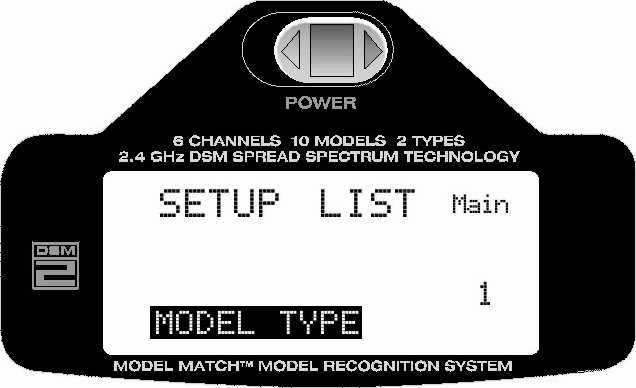 POWER
6 CHANNELS 10 MODELS 2 TYPES
2.4 GHz DSM SPREAD SPECTRUM TECHNOLOGY
SETUP LIST Main
DSM
2
1
MODEL TYPE
MODEL MATCH™ MODEL RECOGNITION SYSTEM